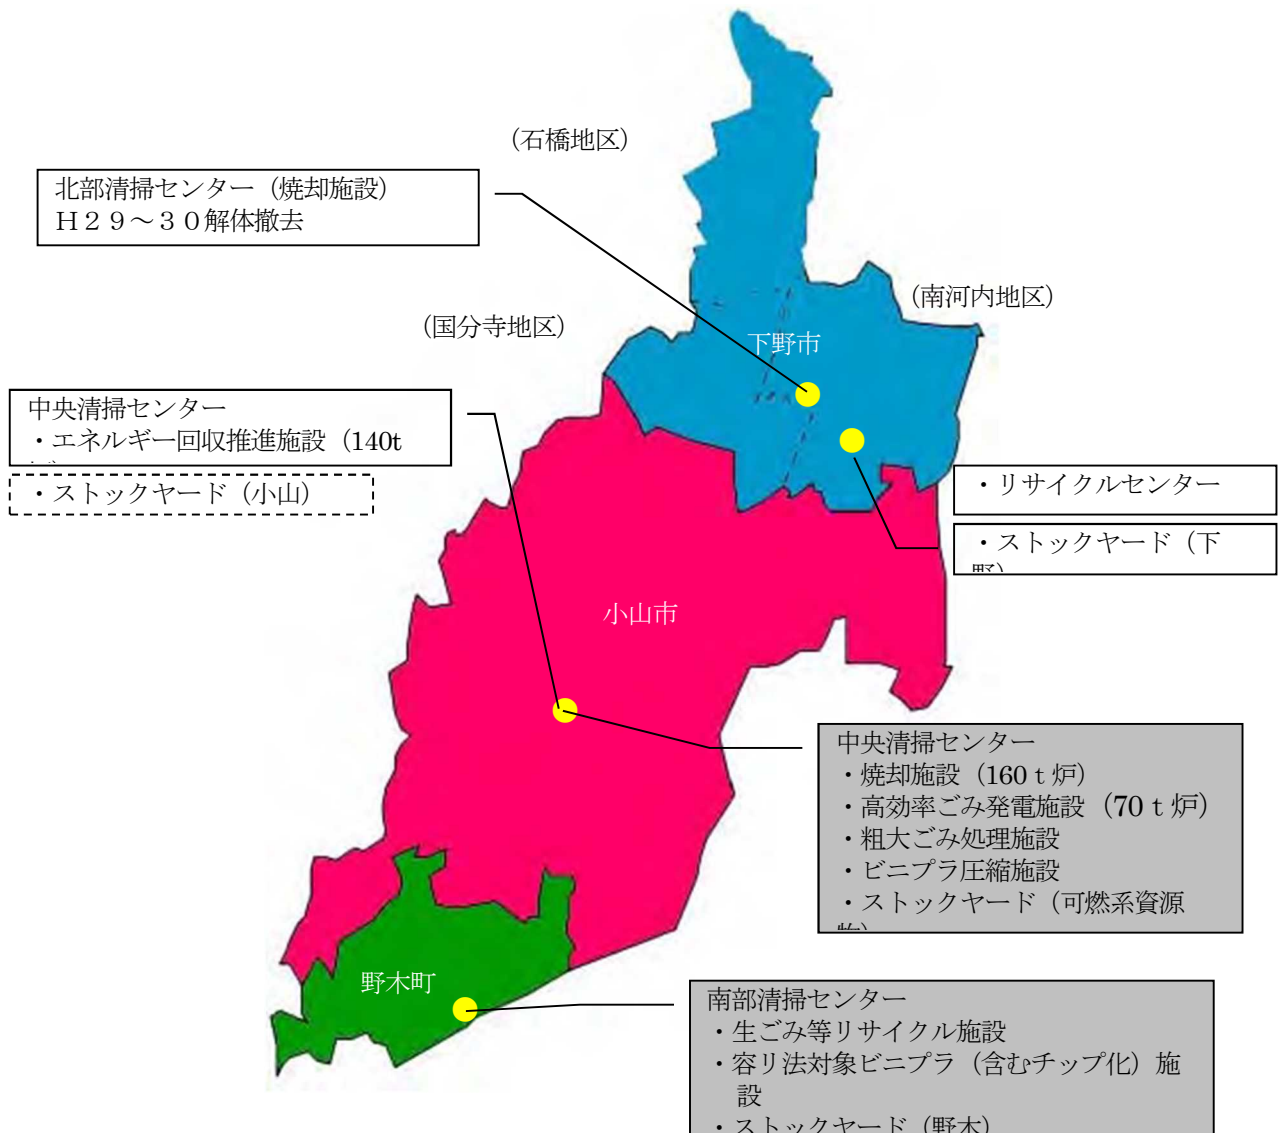 (石橋地区)
北部清掃センター（焼却施設）
Ｈ２９～３０解体撤去
(南河内地区)
(国分寺地区)
下野市
中央清掃センター
・エネルギー回収推進施設（140t
・ストックヤード（小山）
・リサイクルセンター
・ストックヤード（下
野）
小山市
中央清掃センター
・焼却施設（160ｔ炉）
・高効率ごみ発電施設（70ｔ炉）
・粗大ごみ処理施設
・ビニプラ圧縮施設
・ストックヤード（可燃系資源
物）
野木町
南部清掃センター
・生ごみ等リサイクル施設
・容リ法対象ビニプラ（含むチップ化）施
設
・ストックヤード（野木）